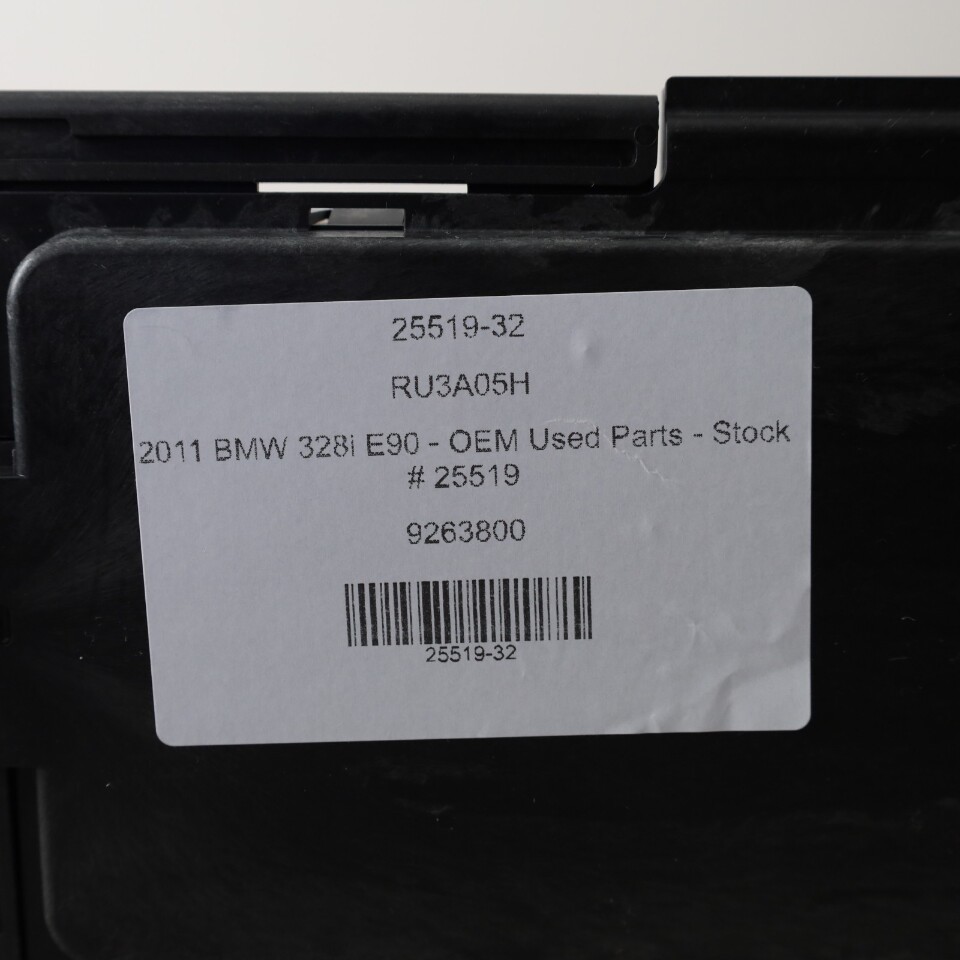 25519-32
RU3A05H
2011 BMW 328i E90 - OEM Used Parts - Stock
# 25519
9263800
25519-32